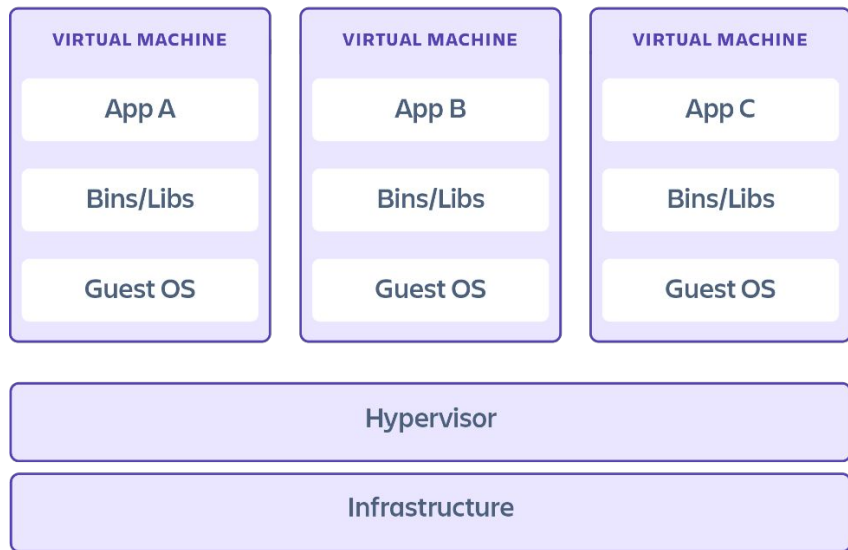 VIRTUAL MACHINE
App A
Bins/Libs
Guest OS
VIRTUAL MACHINE
App B
Bins/Libs
Guest OS
VIRTUAL MACHINE
App C
Bins/Libs
Guest OS
Hypervisor
Infrastructure